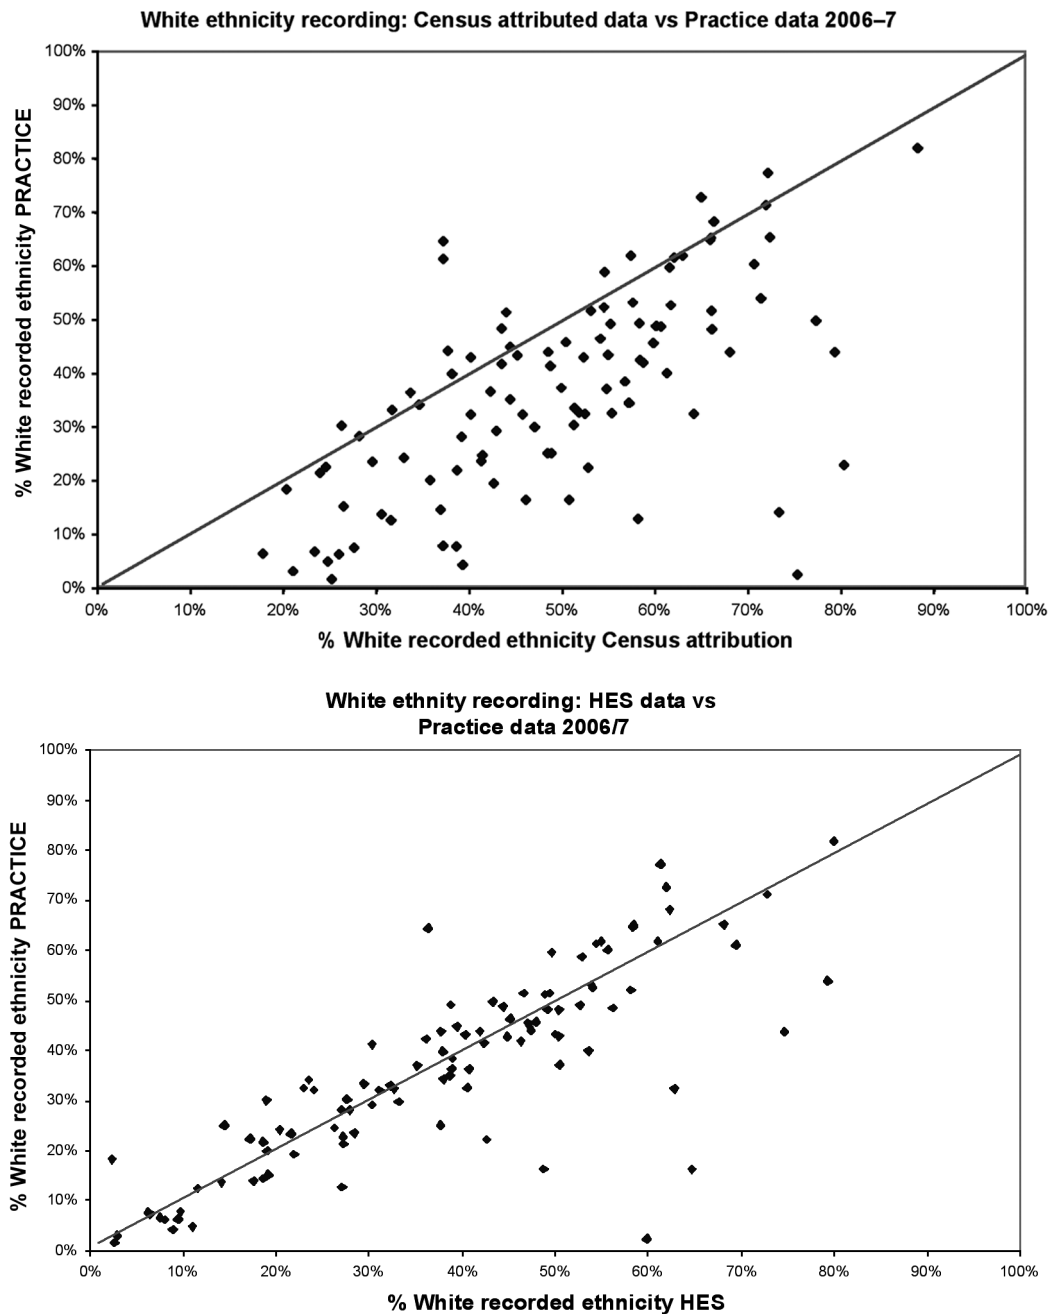 White ethnicity recording: Census attributed data vs Practice data 2006–7
100%
90%
80%
70%
60%
50%
40%
30%
20%
10%
0%
% White recorded ethnicity PRACTICE
0% 10% 20% 30% 40% 50% 60% 70% 80% 90% 100%
% White recorded ethnicity Census attribution
White ethnity recording: HES data vs
Practice data 2006/7
100%
90%
80%
70%
60%
50%
40%
30%
20%
10%
0%
% White recorded ethnicity PRACTICE
0% 10% 20% 30% 40% 50% 60% 70% 80% 90% 100%
% White recorded ethnicity HES